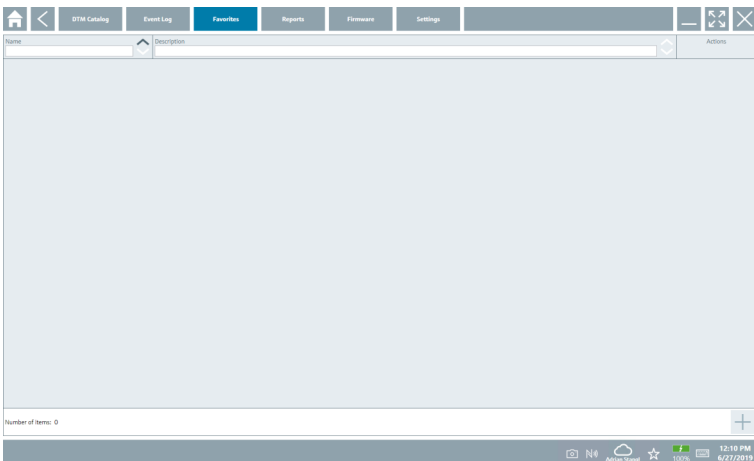 DTM Catalog Event Log Favorites Reports Firmware Settings
Name Description Actions
Number of items: 0
100% 12:10 PM
6/27/2019